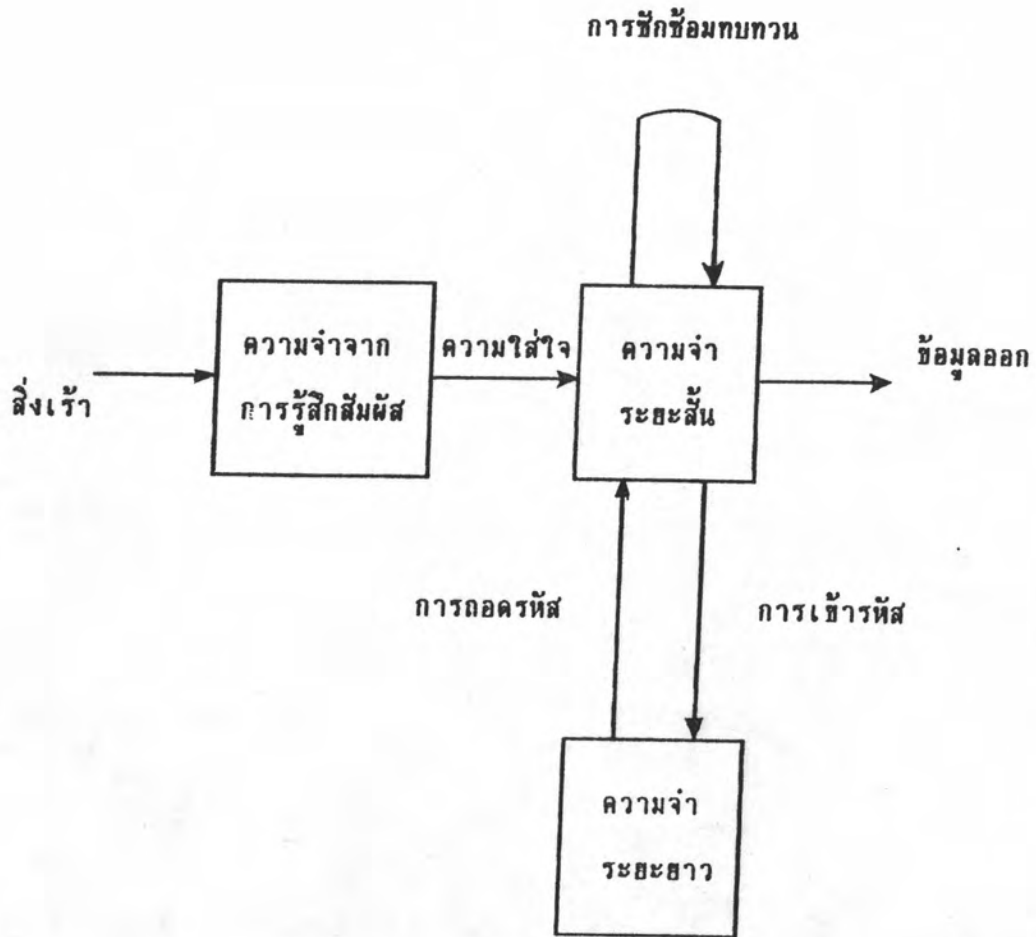 การซักซ้อมทบทวน
ความจำจาก
การรู้สึกสัมผัส
ความใส่ใจ
ความจำ
ระยะสั้น
ข้อมูลออก
สิ่งเร้า
การถอดรหัส
การเข้ารหัส
ความจำ
ระยะยาว